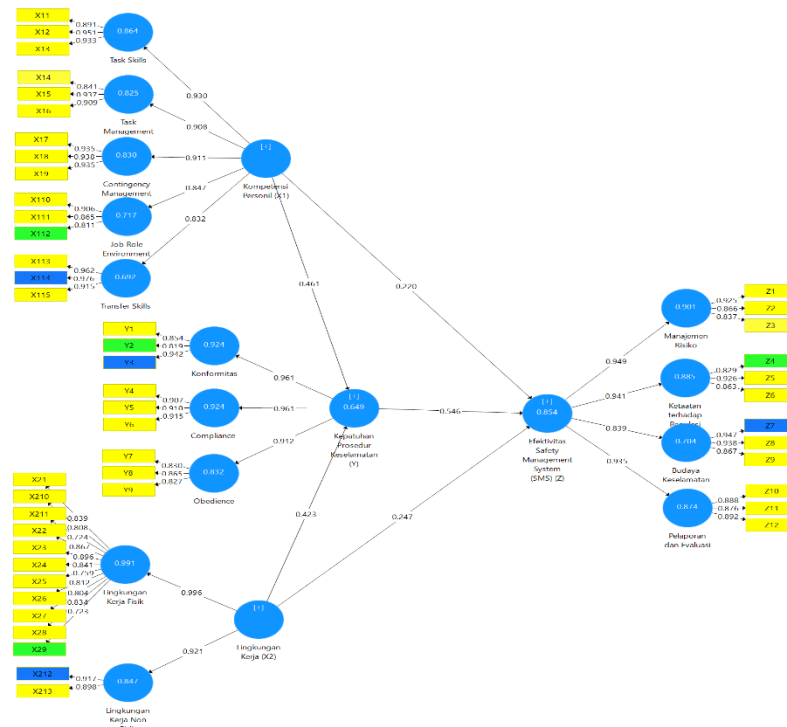 X11
X12
X13
0.891
0.951
0.933
0.864
Task Skills
X14
X15
X16
0.841
0.937
0.909
0.825
Task
Management
X17
X18
X19
0.935
0.938
0.935
0.830
Contingency
Management
X110
X111
X112
0.906
0.865
0.811
0.717
Job Role
Environment
X113
X114
X115
0.962
0.976
0.915
0.692
Transfer Skills
0.930
0.908
0.911
0.847
0.832
[+]
Kompetensi
Personil (X1)
0.461
0.220
Y1
Y2
Y3
0.854
0.819
0.942
0.924
Konformitas
Y4
Y5
Y6
0.907
0.910
0.915
0.924
Compliance
Y7
Y8
Y9
0.830
0.865
0.827
0.832
Obedience
0.961
0.961
0.912
[+]
0.649
Kepatuhan
Prosedur
Keselamatan
(Y)
0.546
0.423
0.247
X21
X210
X211
X22
X23
X24
X25
X26
X27
X28
X29
0.839
0.808
0.724
0.867
0.896
0.841
0.759
0.812
0.804
0.834
0.723
0.991
Lingkungan
Kerja Fisik
0.996
[+]
Lingkungan
Kerja (X2)
0.921
X212
X213
0.917
0.898
0.847
Lingkungan
Kerja Non
[+]
0.854
Efektivitas
Safety
Management
System
(SMS) (Z)
0.949
0.941
0.839
0.935
0.901
Manajemen
Risiko
0.925
0.866
0.837
Z1
Z2
Z3
0.885
Ketaatan
terhadap
0.829
0.926
0.863
Z4
Z5
Z6
0.704
Budaya
Keselamatan
0.947
0.938
0.867
Z7
Z8
Z9
0.874
Pelaporan
dan Evaluasi
0.888
0.876
0.892
Z10
Z11
Z12